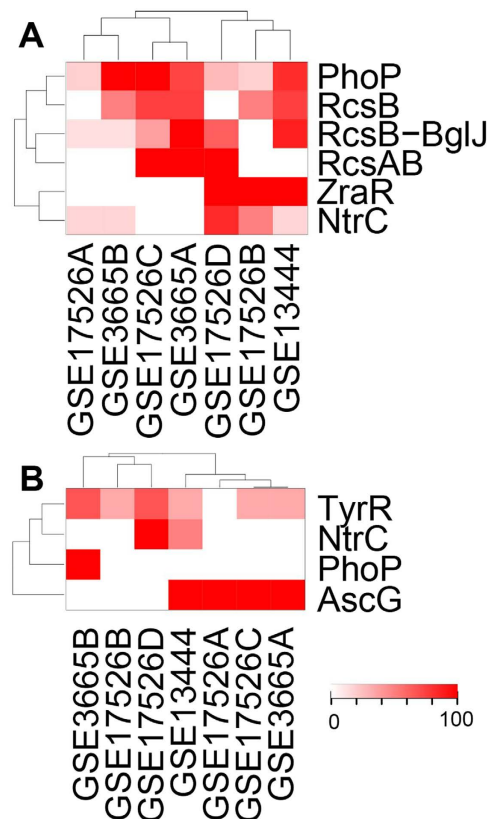 A
PhoP
RcsB
RcsB-BglJ
RcsAB
ZraR
NtrC
GSE17526A
GSE3665B
GSE17526C
GSE3665A
GSE17526D
GSE17526B
GSE13444
B
TyrR
NtrC
PhoP
AscG
GSE3665B
GSE17526B
GSE17526D
GSE13444
GSE17526A
GSE17526C
GSE3665A
0 100